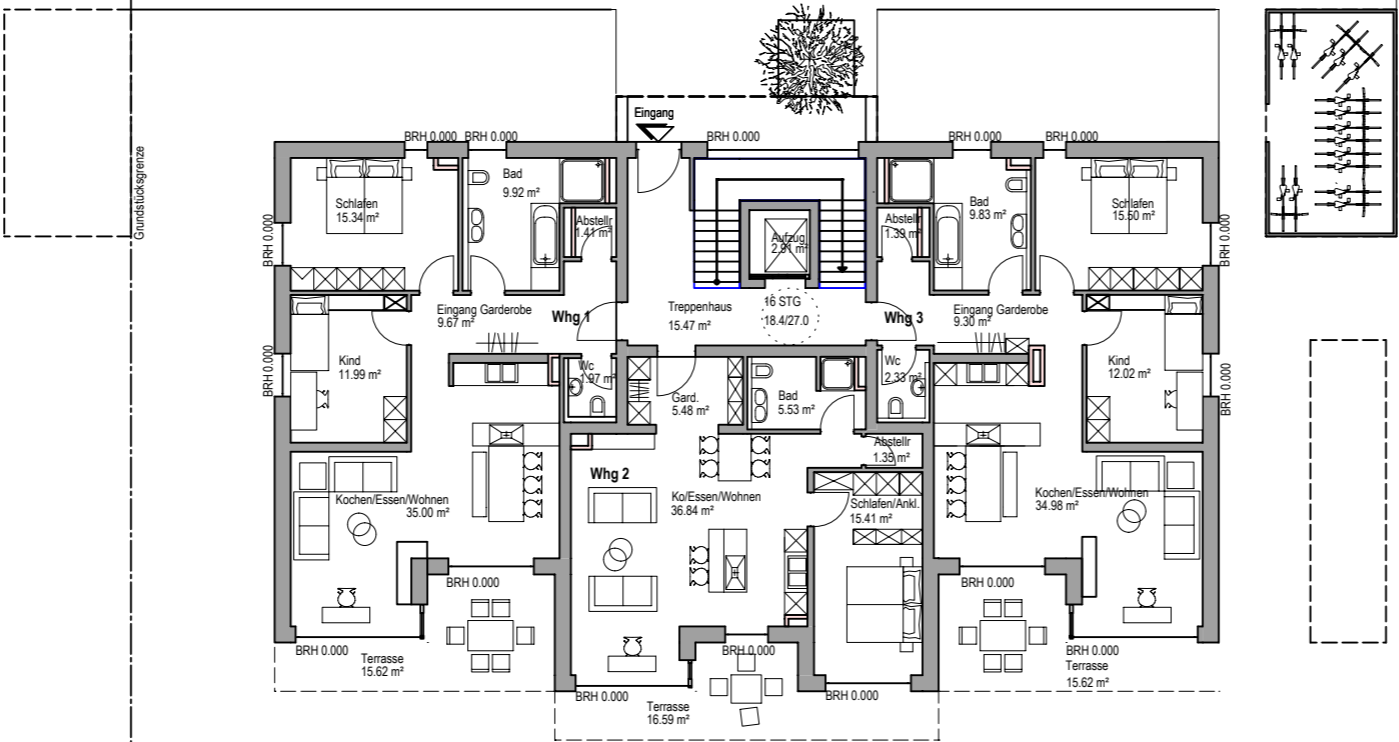 Eingang
BRH 0.000
BRH 0.000
BRH 0.000
BRH 0.000
BRH 0.000
Grundstücksgrenze
Bad
9.92 m²
Schlafen
15.34 m²
Abstellr
1.41 m²
Aufzug
2.91 m²
Abstellr
1.39 m²
Bad
9.83 m²
Schlafen
15.50 m²
BRH 0.000
BRH 0.000
Eingang Garderobe
9.67 m²
Whg 1
Treppenhaus
15.47 m²
16 STG
18.4/27.0
Whg 3
Eingang Garderobe
9.30 m²
Kind
11.99 m²
BRH 0.000
Wc
1.97 m²
Gard.
5.48 m²
Bad
5.53 m²
Wc
2.33 m²
Kind
12.02 m²
BRH 0.000
Abstellr
1.35 m²
Whg 2
Kochen/Essen/Wohnen
35.00 m²
Ko/Essen/Wohnen
36.84 m²
Schlafen/Ankl.
15.41 m²
Kochen/Essen/Wohnen
34.98 m²
BRH 0.000
BRH 0.000
BRH 0.000
Terrasse
15.62 m²
BRH 0.000
BRH 0.000
Terrasse
15.62 m²
BRH 0.000
BRH 0.000
Terrasse
16.59 m²